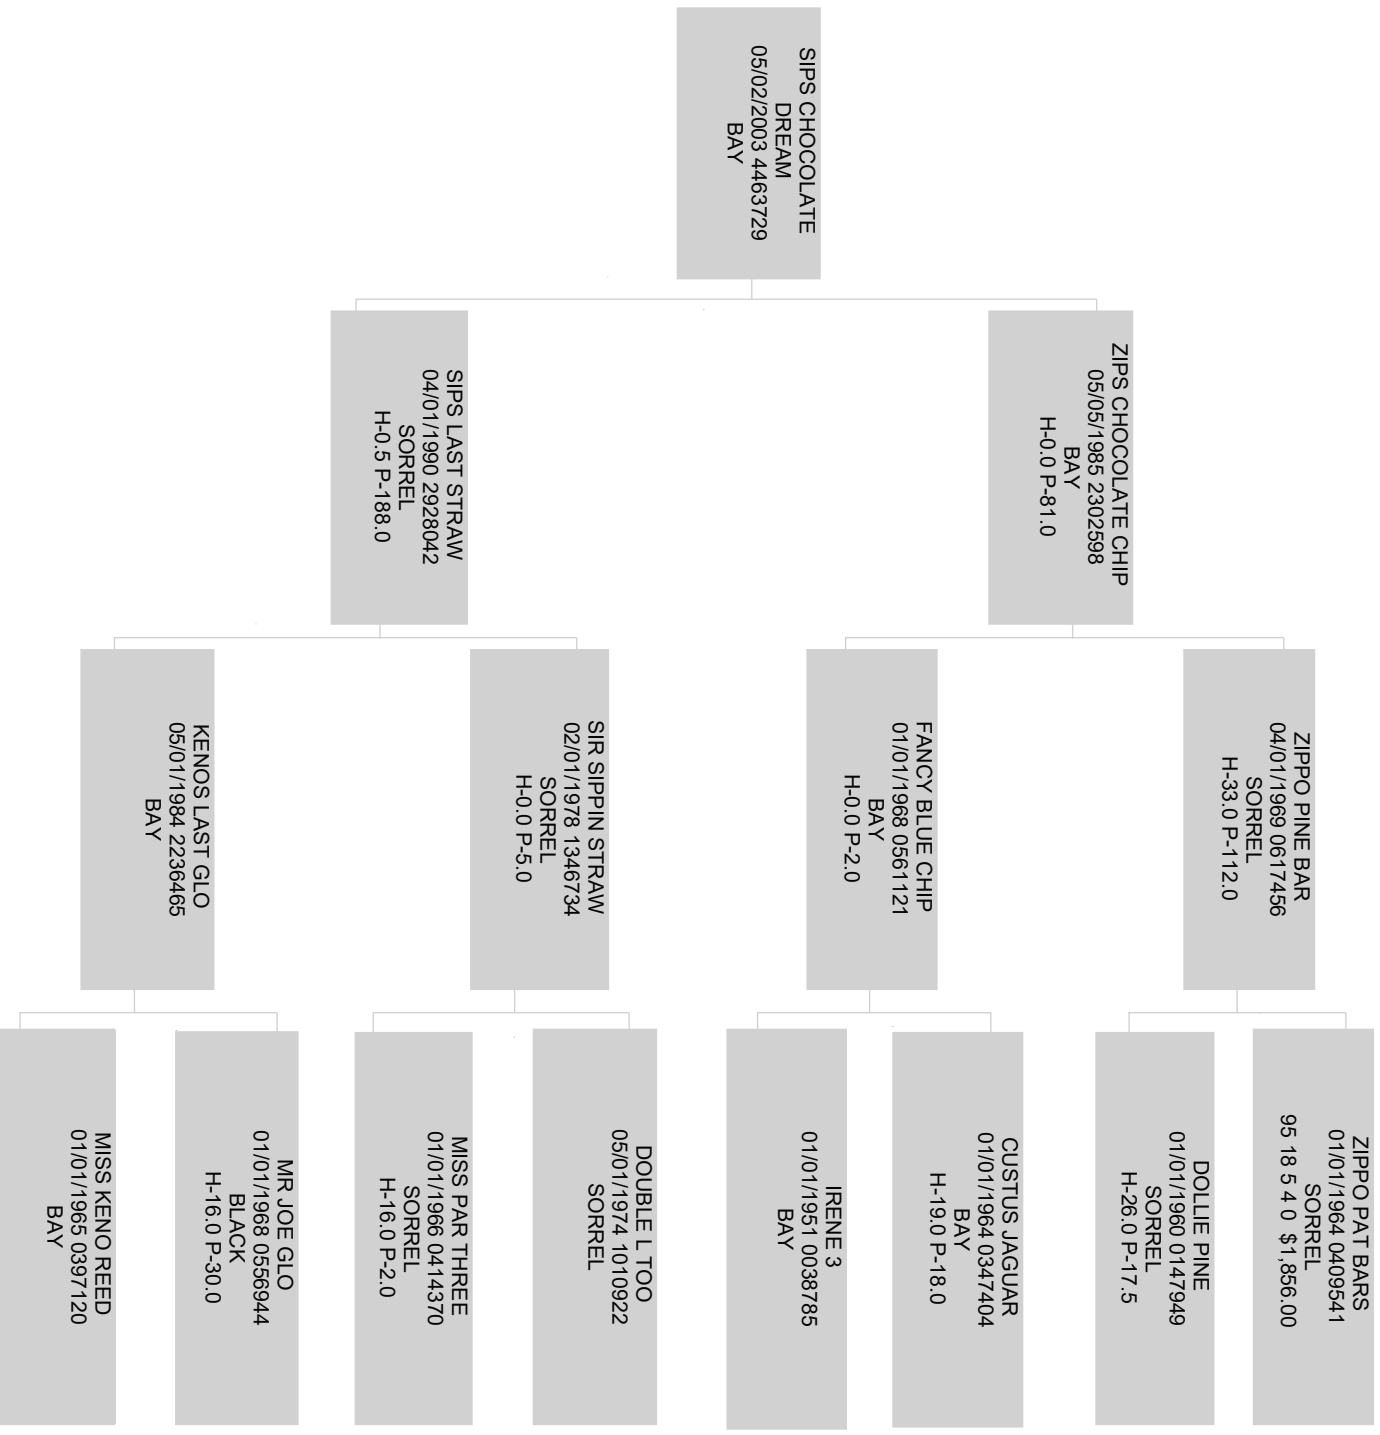 SIPS CHOCOLATE
DREAM
05/02/2003 4463729
BAY
ZIPS CHOCOLATE CHIP
05/05/1985 2302598
BAY
H-0.0 P-81.0
SIPS LAST STRAW
04/01/1990 2928042
SORREL
H-0.5 P-188.0
ZIPPO PINE BAR
04/01/1969 0617456
SORREL
H-33.0 P-112.0
FANCY BLUE CHIP
01/01/1968 0561121
BAY
H-0.0 P-2.0
SIR SIPPIN STRAW
02/01/1978 1346734
SORREL
H-0.0 P-5.0
KENOS LAST GLO
05/01/1984 2236465
BAY
ZIPPO PAT BARS
01/01/1964 0409541
SORREL
95 18 5 4 0 $1,856.00
DOLLIE PINE
01/01/1960 0147949
SORREL
H-26.0 P-17.5
CUSTUS JAGUAR
01/01/1964 0347404
BAY
H-19.0 P-18.0
IRENE 3
01/01/1951 0038785
BAY
DOUBLE L TOO
05/01/1974 1010922
SORREL
MISS PAR THREE
01/01/1966 0414370
SORREL
H-16.0 P-2.0
MR JOE GLO
01/01/1968 0556944
BLACK
H-16.0 P-30.0
MISS KENO REED
01/01/1965 0397120
BAY